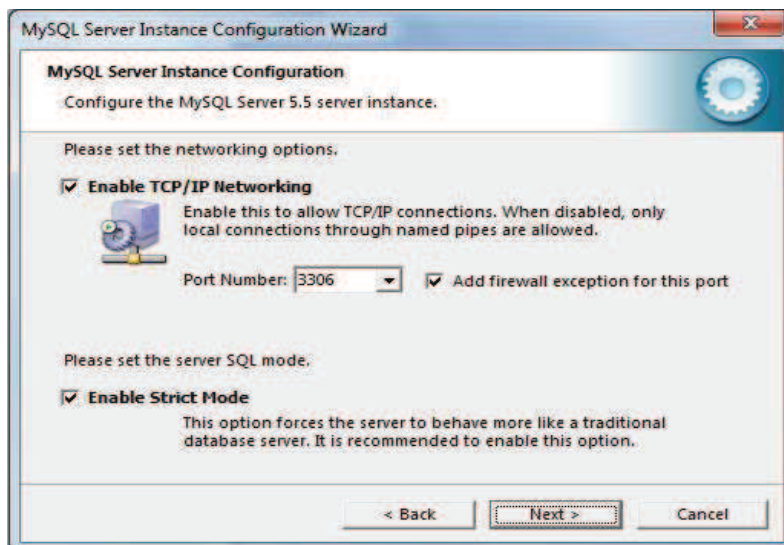 MySQL Server Instance Configuration Wizard
MySQL Server Instance Configuration
Configure the MySQL Server 5.5 server instance.
Please set the networking options.
Enable TCP/IP Networking
Enable this to allow TCP/IP connections. When disabled, only
local connections through named pipes are allowed.
Port Number: 3306 Add firewall exception for this port
Please set the server SQL mode.
Enable Strict Mode
This option forces the server to behave more like a traditional
database server. It is recommended to enable this option.
< Back Next > Cancel